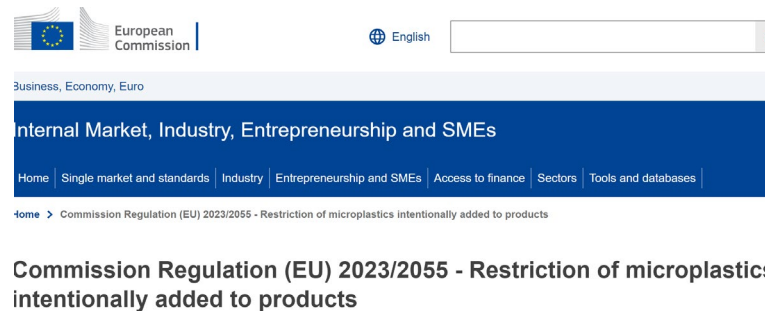 European
Commission
English
Business, Economy, Euro
Internal Market, Industry, Entrepreneurship and SMEs
Home Single market and standards Industry Entrepreneurship and SMEs Access to finance Sectors Tools and databases
Home > Commission Regulation (EU) 2023/2055 - Restriction of microplastics intentionally added to products
Commission Regulation (EU) 2023/2055 - Restriction of microplastics
intentionally added to products